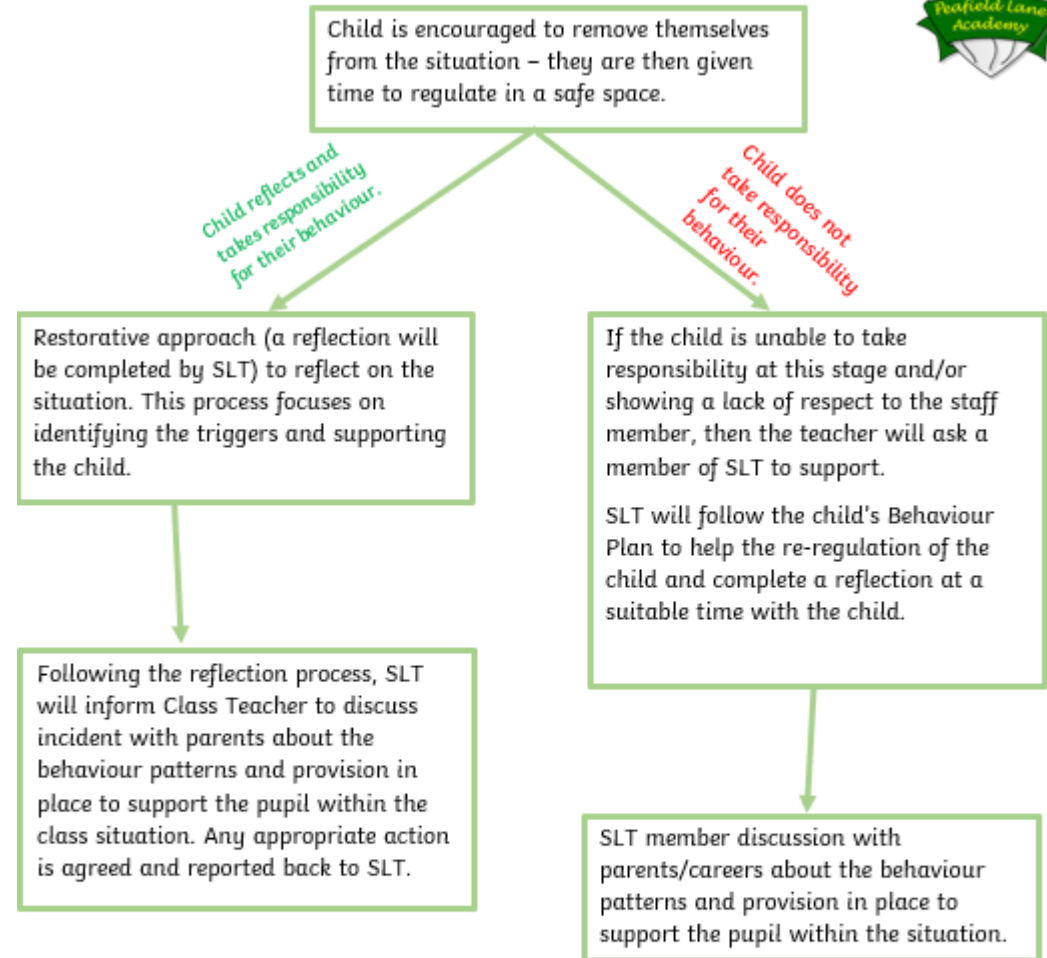 Peafield Lane
Academy
Child is encouraged to remove themselves
from the situation – they are then given
time to regulate in a safe space.
Child reflects and
takes responsibility
for their behaviour.
Child does not
take responsibility
for their
behaviour.
Restorative approach (a reflection will
be completed by SLT) to reflect on the
situation. This process focuses on
identifying the triggers and supporting
the child.
If the child is unable to take
responsibility at this stage and/or
showing a lack of respect to the staff
member, then the teacher will ask a
member of SLT to support.
SLT will follow the child's Behaviour
Plan to help the re-regulation of the
child and complete a reflection at a
suitable time with the child.
Following the reflection process, SLT
will inform Class Teacher to discuss
incident with parents about the
behaviour patterns and provision in
place to support the pupil within the
class situation. Any appropriate action
is agreed and reported back to SLT.
SLT member discussion with
parents/careers about the behaviour
patterns and provision in place to
support the pupil within the situation.